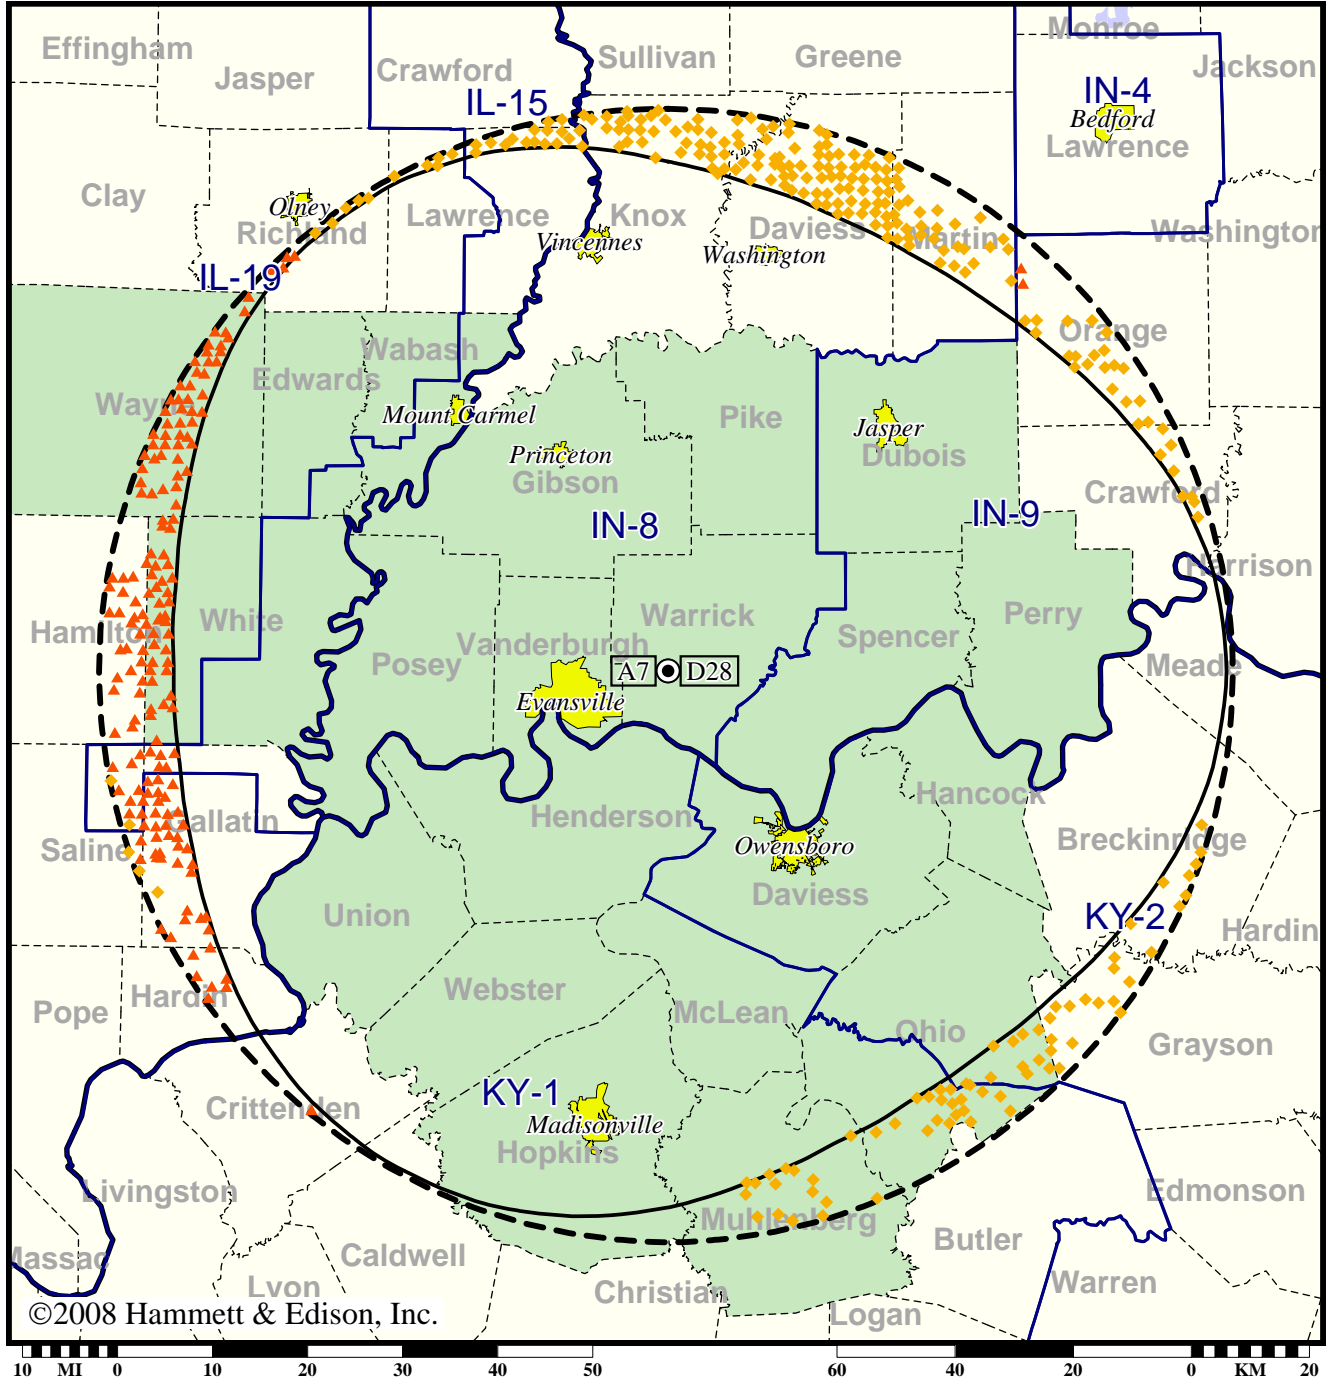 Effingham
Jasper
Crawford
Sullivan
Greene
Monroe
Jackson
IL-15
IN-4
Bedford
Lawrence
Clay
Olney
Richland
Lawrence
Knox
Vincennes
Daviess
Washington
Martin
Washington
IL-19
Orange
Wabash
Edwards
Wayne
Mount Carmel
Pike
Jasper
Dubois
Princeton
Gibson
Crawford
IN-8
IN-9
Harrison
Hamilton
White
Warrick
Perry
Vanderburgh
Spencer
Posey
Meade
A7
D28
Evansville
Hancock
Henderson
Gallatin
Saline
Owensboro
Breckinridge
Daviess
Union
KY-2
Hardin
Webster
Hardin
Pope
McLean
Ohio
Grayson
KY-1
Crittenden
Madisonville
Hopkins
Livingston
Edmonson
Muhlenberg
Butler
Massac
Caldwell
Lyon
Christian
Warren
Logan
©2008 Hammett & Edison, Inc.
10 MI 0 10 20 30 40 50 60 40 20 0 KM 20